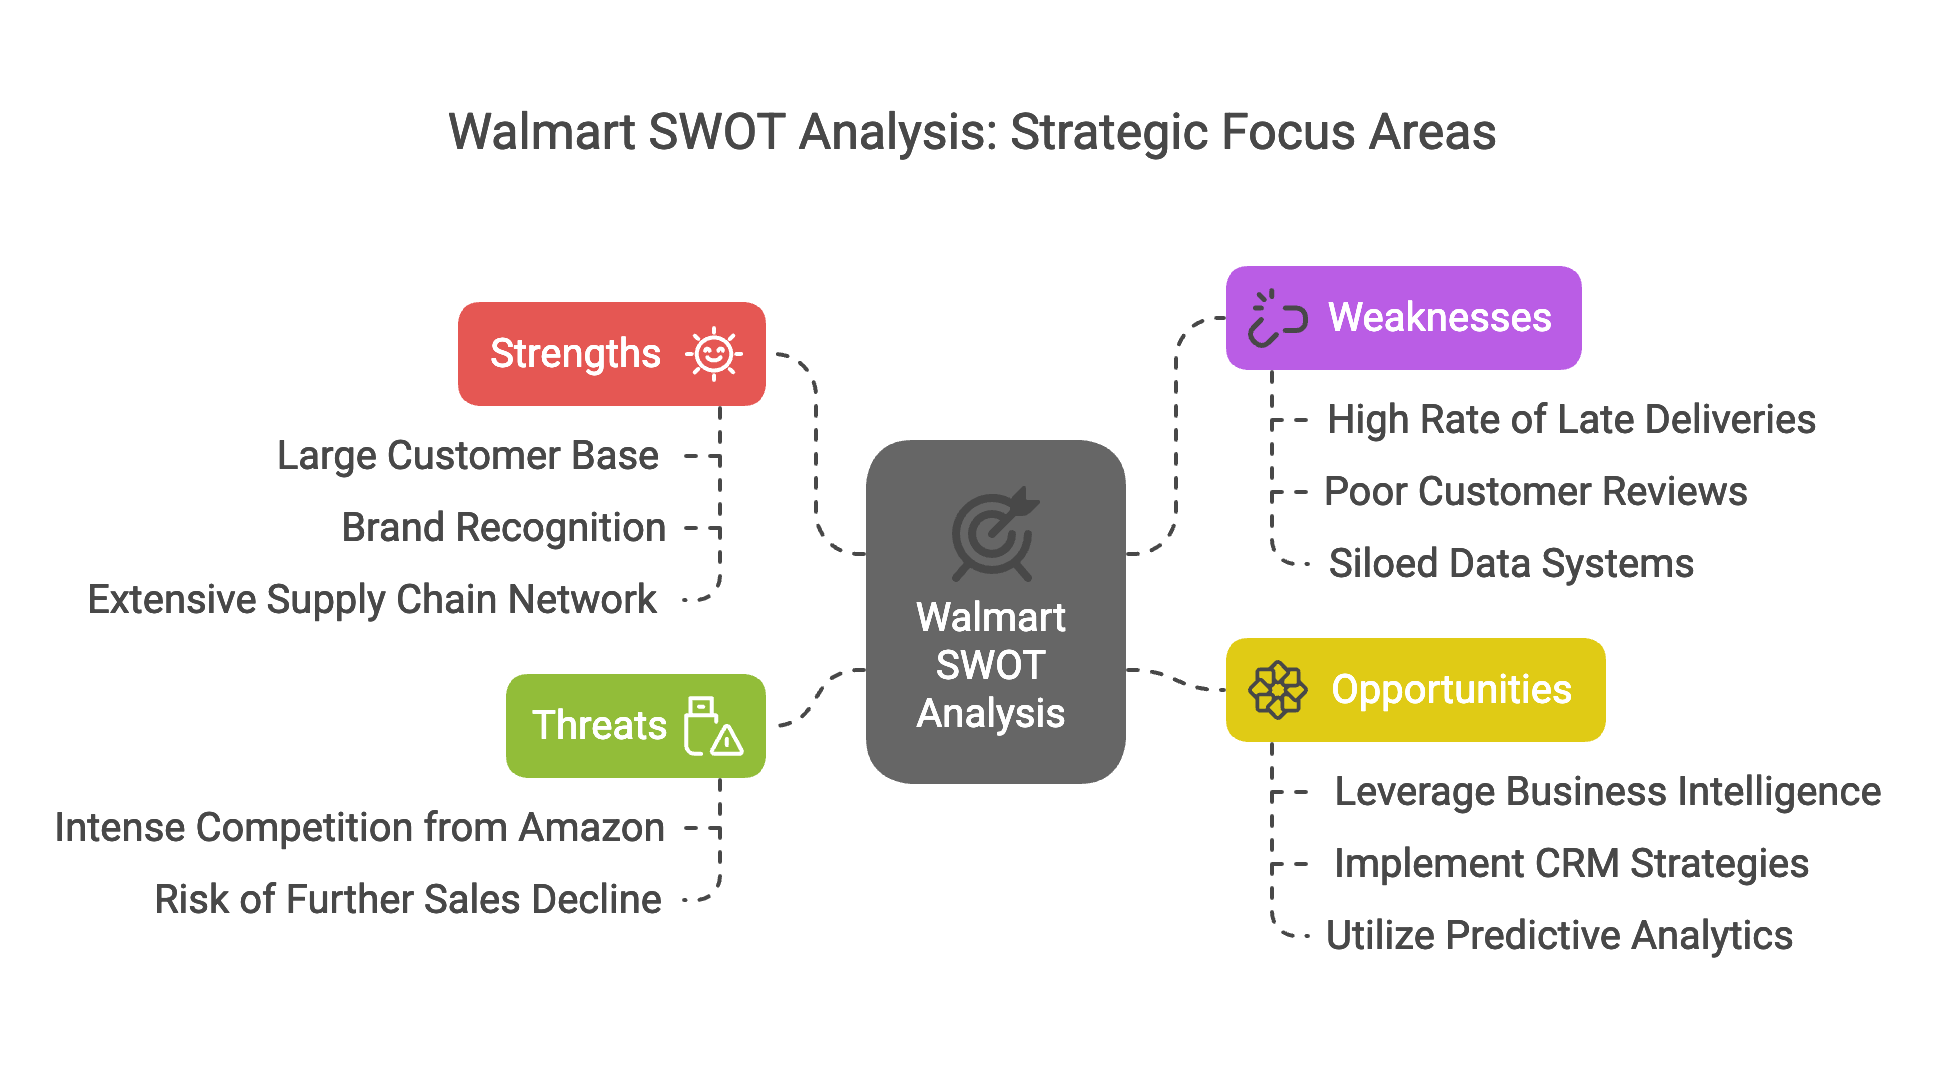 Walmart SWOT Analysis: Strategic Focus Areas
Strengths
Large Customer Base
Brand Recognition
Extensive Supply Chain Network
Threats
Intense Competition from Amazon
Risk of Further Sales Decline
Walmart
SWOT
Analysis
Weaknesses
High Rate of Late Deliveries
Poor Customer Reviews
Siloed Data Systems
Opportunities
Leverage Business Intelligence
Implement CRM Strategies
Utilize Predictive Analytics